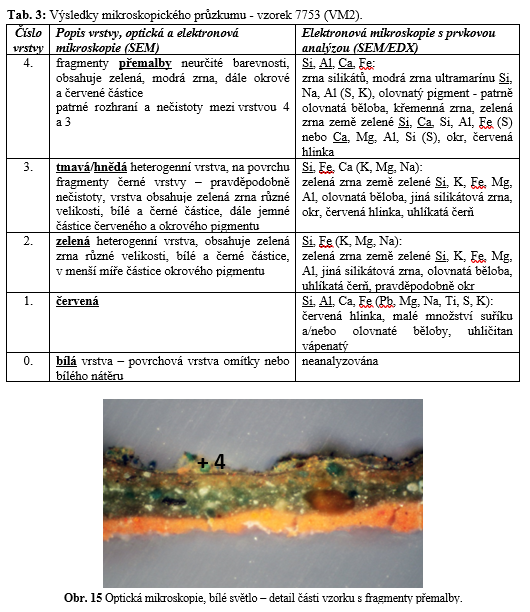 Tab. 3: Výsledky mikroskopického průzkumu - vzorek 7753 (VM2).
Číslo vrstvy
Popis vrstvy, optická a elektronová
mikroskopie (SEM)
Elektronová mikroskopie s prvkovou
analýzou (SEM/EDX)
4.
fragmenty přemalby neurčité barevnosti,
obsahuje zelená, modrá zrna, dále okrové
a červené částice
patrné rozhraní a nečistoty mezi vrstvou 4
a 3
Si, Al, Ca, Fe:
zrna silikátů, modrá zrna ultramarínu Si,
Na, Al (S, K), olovnatý pigment - patrně
olovnatá běloba, křemenná zrna, zelená
zrna země zelené Si, Ca, Si, Al, Fe (S)
nebo Ca, Mg, Al, Si (S), okr, červená
hlinka
3.
tmavá/hnědá heterogenní vrstva, na povrchu
fragmenty černé vrstvy – pravděpodobně
nečistoty, vrstva obsahuje zelená zrna různé
velikosti, bílé a černé částice, dále jemné
částice červeného a okrového pigmentu
Si, Fe, Ca (K, Mg, Na):
zelená zrna země zelené Si, K, Fe, Mg,
Al, olovnatá běloba, jiná silikátová zrna,
okr, červená hlinka, uhlíkatá čerň
2.
zelená heterogenní vrstva, obsahuje zelená
zrna různé velikosti, bílé a černé částice,
v menší míře částice okrového pigmentu
Si, Fe (K, Mg, Na):
zelená zrna země zelené Si, K, Fe, Mg,
Al, jiná silikátová zrna, olovnatá běloba,
uhlíkatá čerň, pravděpodobně okr
1.
červená
Si, Al, Ca, Fe (Pb, Mg, Na, Ti, S, K):
červená hlinka, malé množství suříku
a/nebo olovnaté běloby, uhličitan
vápenatý
0.
bílá vrstva – povrchová vrstva omítky nebo
bílého nátěru
neanalyzována
+ 4
Obr. 15 Optická mikroskopie, bílé světlo – detail části vzorku s fragmenty přemalby.